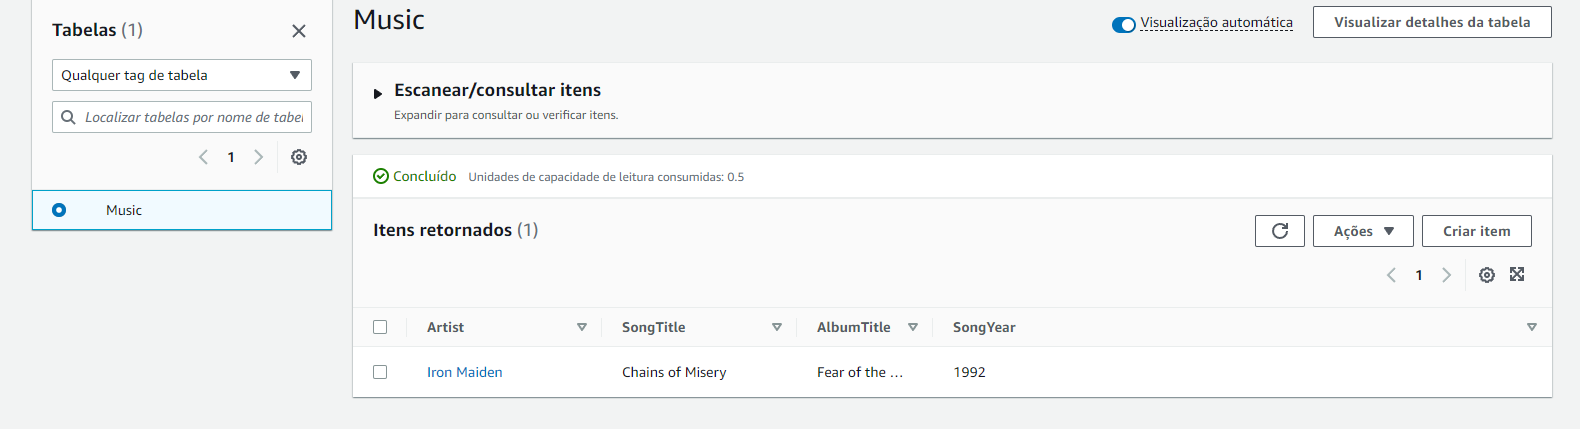 Tabelas (1)
Qualquer tag de tabela
Localizar tabelas por nome de tabel
1
Music
Music
Visualização automática
Visualizar detalhes da tabela
Escanear/consultar itens
Expandir para consultar ou verificar itens.
Concluído Unidades de capacidade de leitura consumidas: 0.5
Itens retornados (1)
Ações
Criar item
1
Artist SongTitle AlbumTitle SongYear
Iron Maiden Chains of Misery Fear of the ... 1992